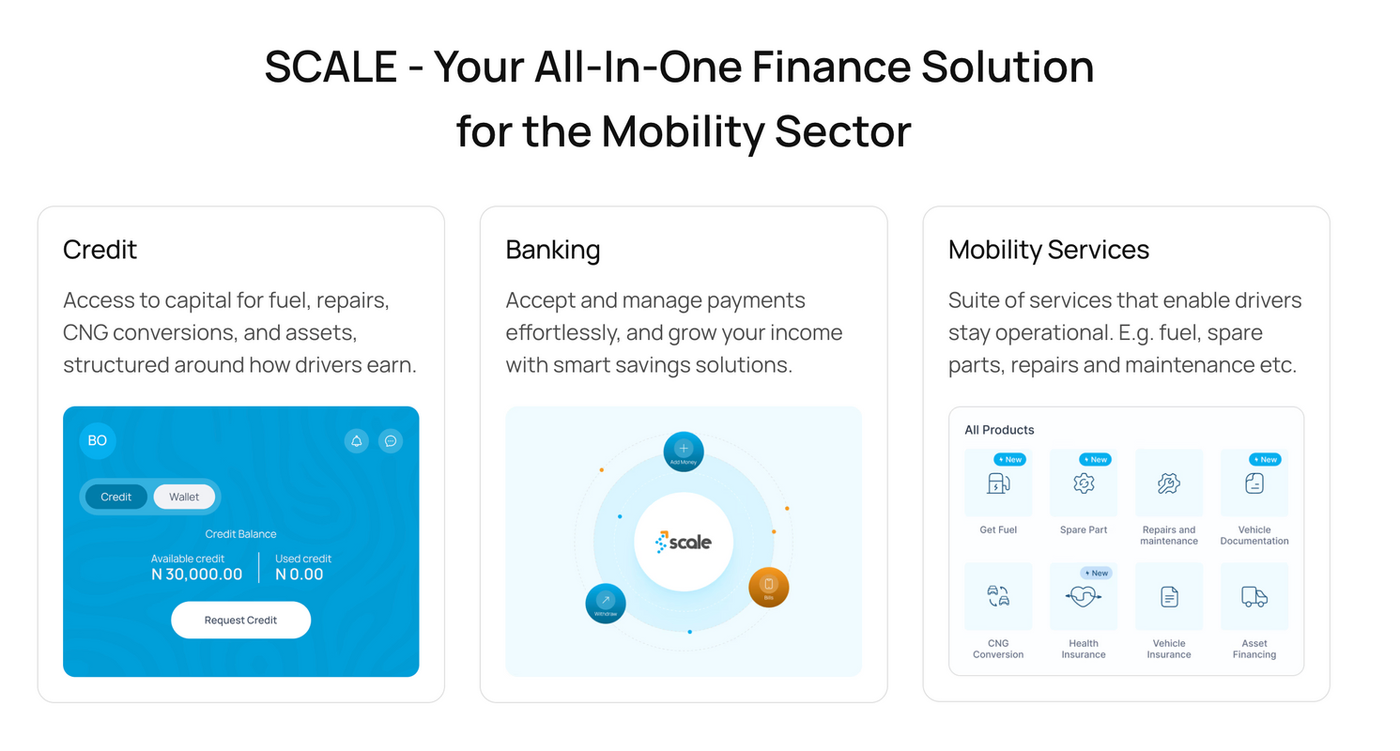 SCALE - Your All-In-One Finance Solution
for the Mobility Sector
Credit
Access to capital for fuel, repairs,
CNG conversions, and assets,
structured around how drivers earn.
BO
Credit
Wallet
Credit Balance
Available credit
N 30,000.00
Used credit
N 0.00
Request Credit
Banking
Accept and manage payments
effortlessly, and grow your income
with smart savings solutions.
Add Money
scale
Bills
Withdraw
Mobility Services
Suite of services that enable drivers
stay operational. E.g. fuel, spare
parts, repairs and maintenance etc.
All Products
New
Get Fuel
New
Spare Part
Repairs and
maintenance
New
Vehicle
Documentation
CNG
Conversion
New
Health
Insurance
Vehicle
Insurance
Asset
Financing